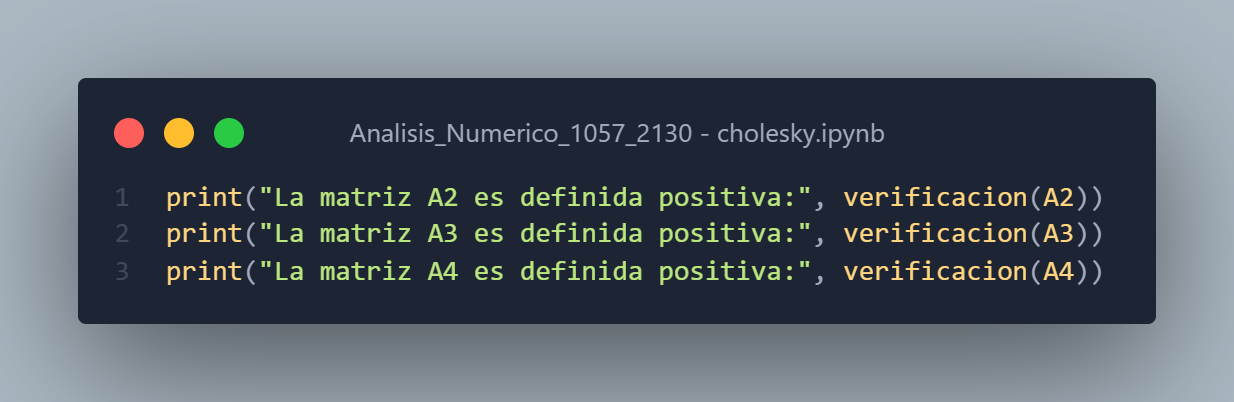 Analisis_Numerico_1057_2130 - cholesky.ipynb
1 print("La matriz A2 es definida positiva:", verificacion(A2))
2 print("La matriz A3 es definida positiva:", verificacion(A3))
3 print("La matriz A4 es definida positiva:", verificacion(A4))